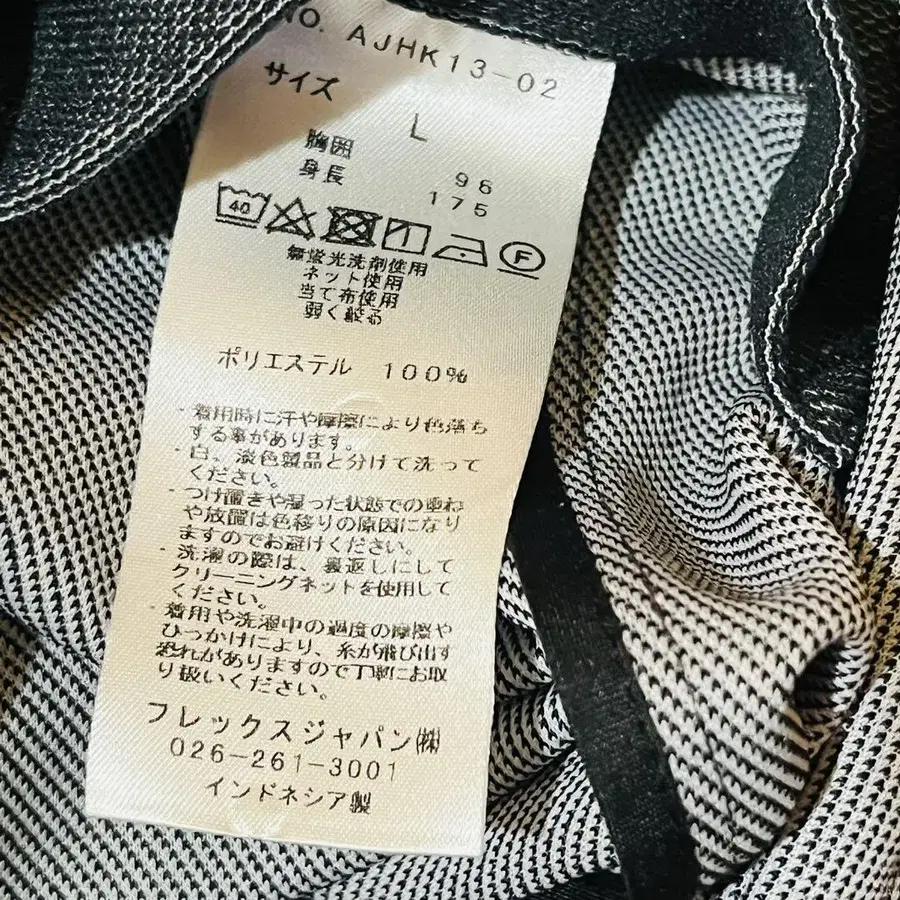 NO. AJHK13-02
サイズ
L
胸囲 96
身長 175
40
F
無蛍光洗剤使用
ネット使用
当て布使用
弱く絞る
ポリエステル 100%
・着用時に汗や摩擦により色落ち
する事があります。
・白、淡色製品と分けて洗って
ください。
・つけ置きや湿った状態での重ね
や放置は色移りの原因になり
ますのでお避けください。
・洗濯の際は、裏返しにして
クリーニングネットを使用して
ください。
・着用や洗濯中の過度の摩擦や
ひっかけにより、糸が飛び出す
恐れがありますので丁寧にお取
り扱いください。
フレックスジャパン㈱
026-261-3001
インドネシア製